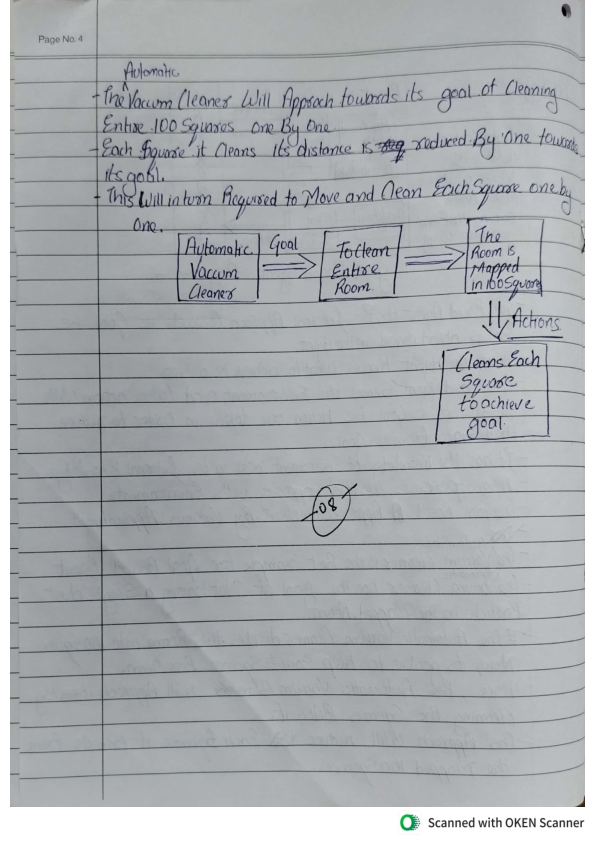 Page No. 4
Automatic
- The Vaccum Cleaner Will Approch towards its goal of Cleaning
Entire 100 Squares one By One
- Each Square it Cleans Its distance is reduced By One towards
its goal.
- This Will in turn Required to Move and Clean Each Square one by
One.
Automatic
Vaccum
Cleaner
Goal
To Clean
Entire
Room.
The
Room is
Mapped
in 100 Square
Actions
Cleans Each
Square
to achieve
goal.
08
Scanned with OKEN Scanner